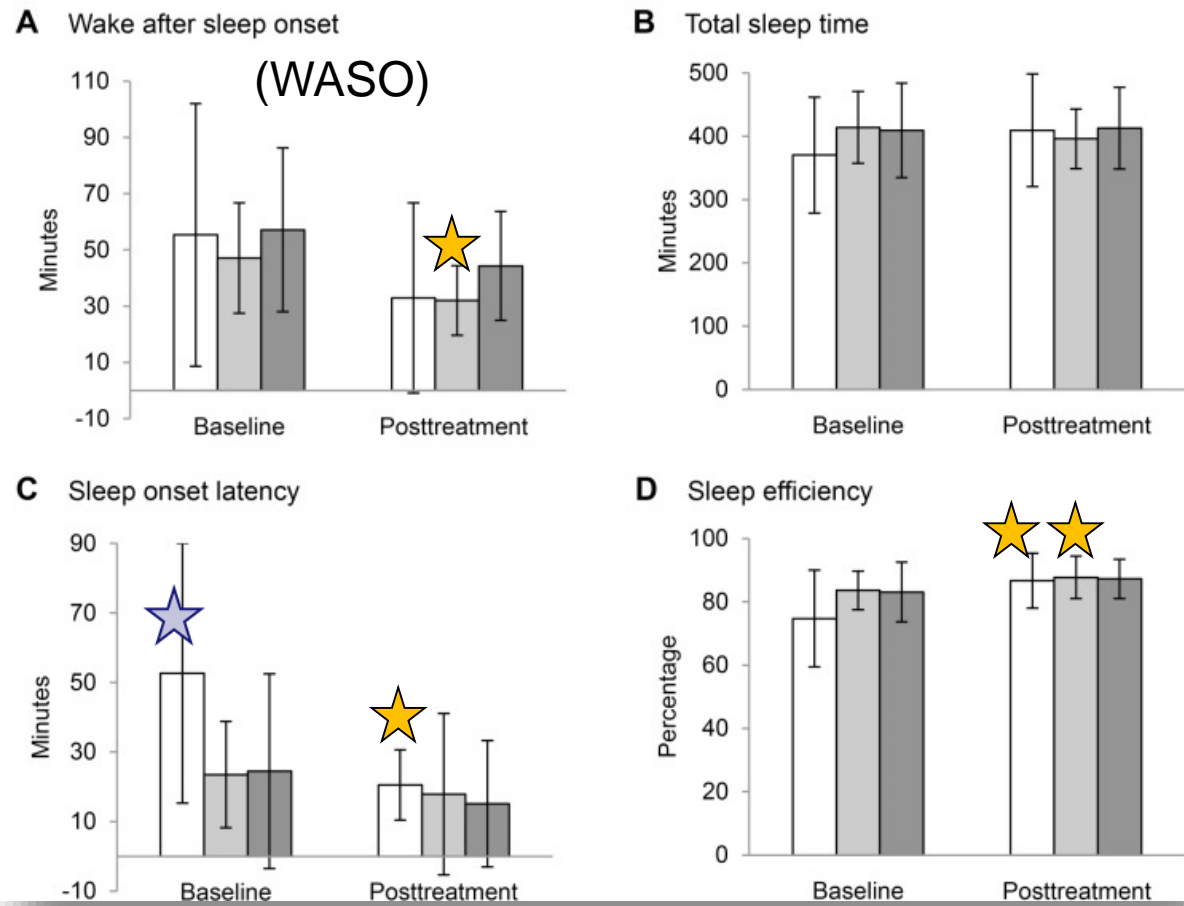 A Wake after sleep onset
(WASO)
110
90
70
50
30
10
-10
Minutes
Baseline Posttreatment
B Total sleep time
500
400
300
200
100
0
Minutes
Baseline Posttreatment
C Sleep onset latency
90
70
50
30
10
-10
Minutes
Baseline Posttreatment
D Sleep efficiency
100
80
60
40
20
0
Percentage
Baseline Posttreatment